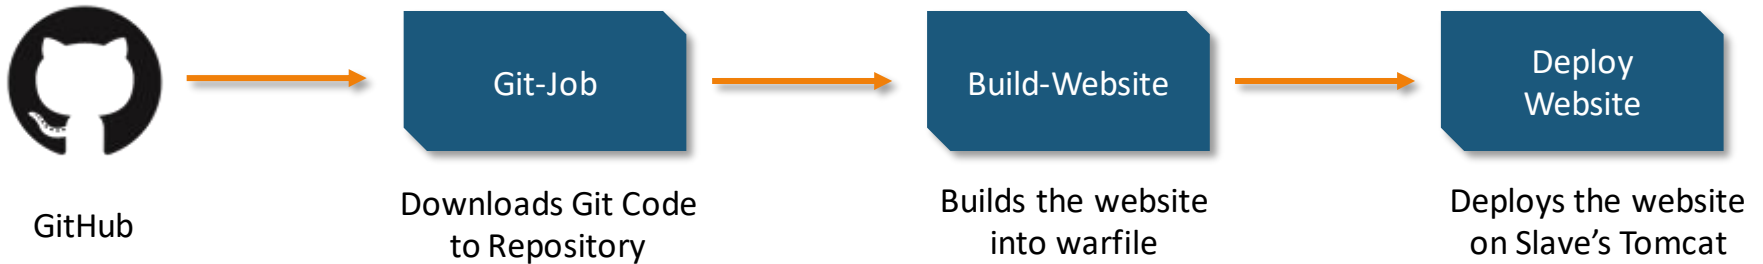 GitHub
Git-Job
Downloads Git Code
to Repository
Build-Website
Builds the website
into warfile
Deploy
Website
Deploys the website
on Slave's Tomcat